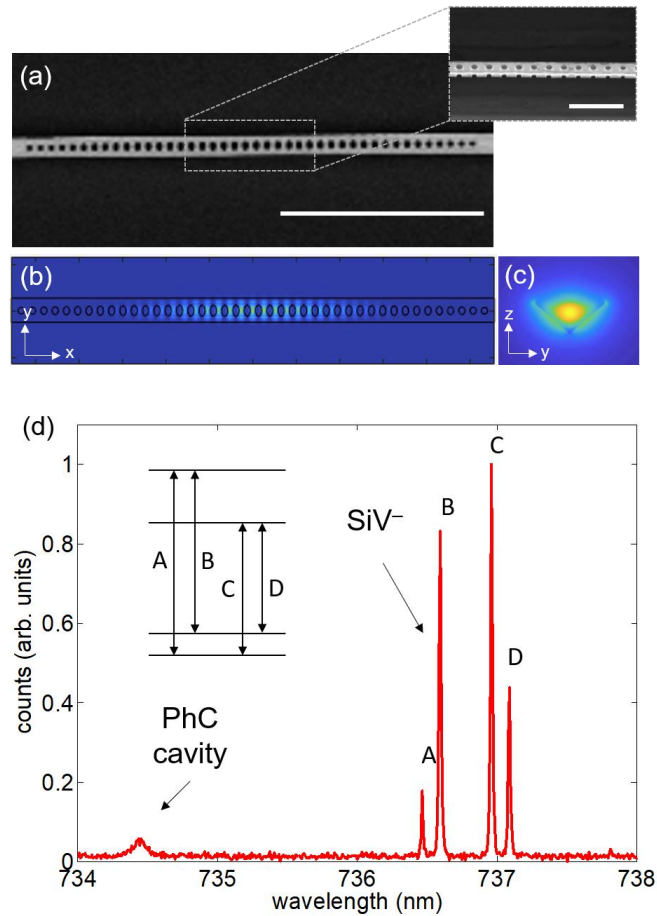 (a)
(b)
y
x
(c)
z
y
(d)
counts (arb. units)
1
0.8
0.6
0.4
0.2
0
A
B
C
D
SiV–
A
B
C
D
PhC
cavity
734
735
736
737
738
wavelength (nm)